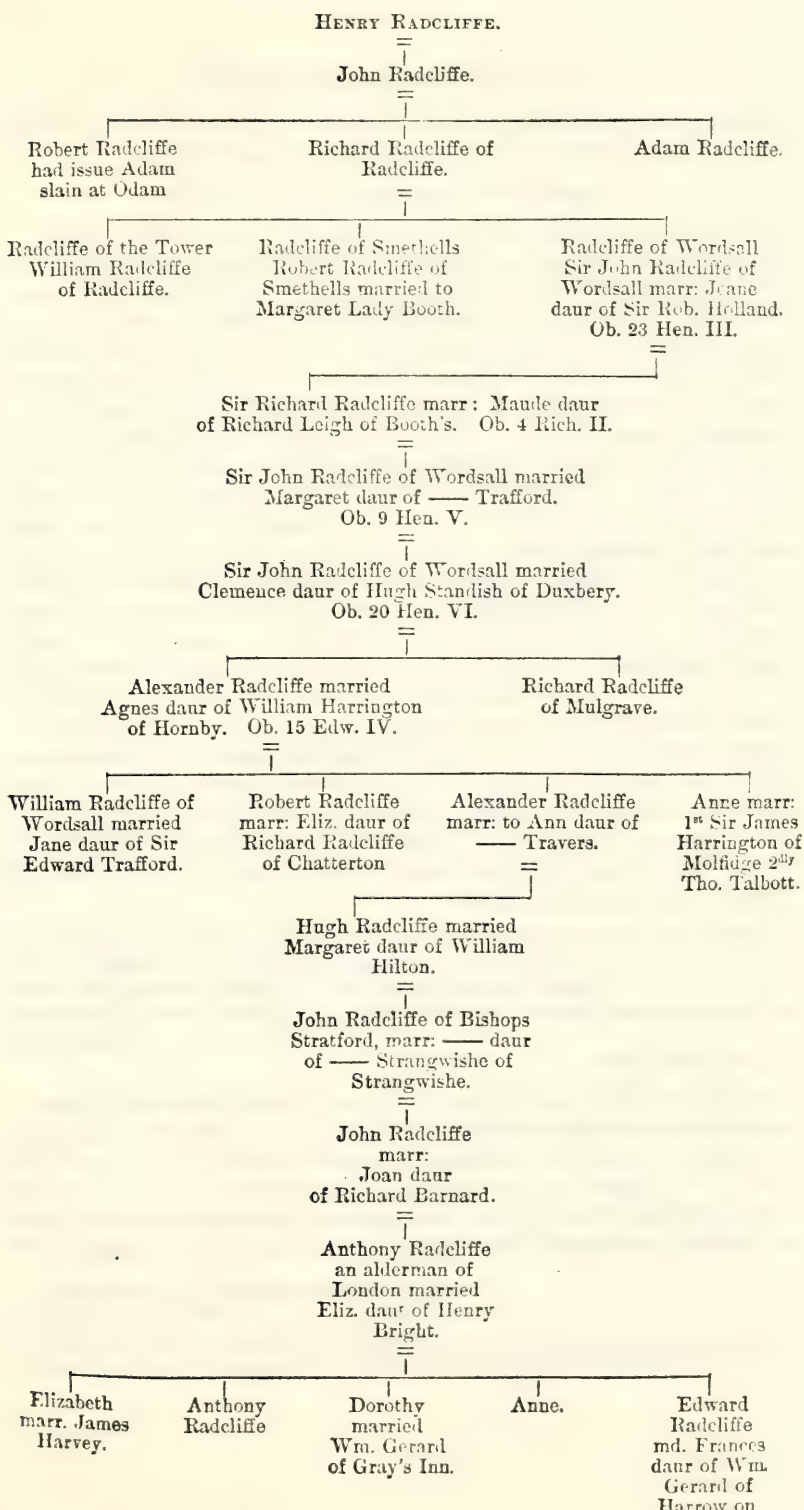 HENRY RADCLIFFE.
John Radcliffe.
Robert Radcliffe
had issue Adam
slain at Odam
Richard Radcliffe of
Radcliffe.
Adam Radcliffe.
Radcliffe of the Tower
William Radcliffe
of Radcliffe.
Radcliffe of Smethells
Robert Radcliffe of
Smethells married to
Margaret Lady Booth.
Radcliffe of Wordsall
Sir John Radcliffe of
Wordsall marr: Jeane
daur of Sir Rob. Holland.
Ob. 23 Hen. III.
Sir Richard Radcliffe marr: Maude daur
of Richard Leigh of Booth's. Ob. 4 Rich. II.
Sir John Radcliffe of Wordsall married
Margaret daur of —— Trafford.
Ob. 9 Hen. V.
Sir John Radcliffe of Wordsall married
Clemence daur of Hugh Standish of Duxbery.
Ob. 20 Hen. VI.
Alexander Radcliffe married
Agnes daur of William Harrington
of Hornby. Ob. 15 Edw. IV.
Richard Radcliffe
of Mulgrave.
William Radcliffe of
Wordsall married
Jane daur of Sir
Edward Trafford.
Robert Radcliffe
marr: Eliz. daur of
Richard Radcliffe
of Chatterton
Alexander Radcliffe
marr: to Ann daur of
—— Travers.
Anne marr:
1st Sir James
Harrington of
Molfidge 2dly
Tho. Talbott.
Hugh Radcliffe married
Margaret daur of William
Hilton.
John Radcliffe of Bishops
Stratford, marr: —— daur
of —— Strangwishe of
Strangwishe.
John Radcliffe
marr:
Joan daur
of Richard Barnard.
Anthony Radcliffe
an alderman of
London married
Eliz. daur of Henry
Bright.
Elizabeth
marr. James
Harvey.
Anthony
Radcliffe
Dorothy
married
Wm. Gerard
of Gray's Inn.
Anne.
Edward
Radcliffe
md. Frances
daur of Wm.
Gerard of
Harrow on